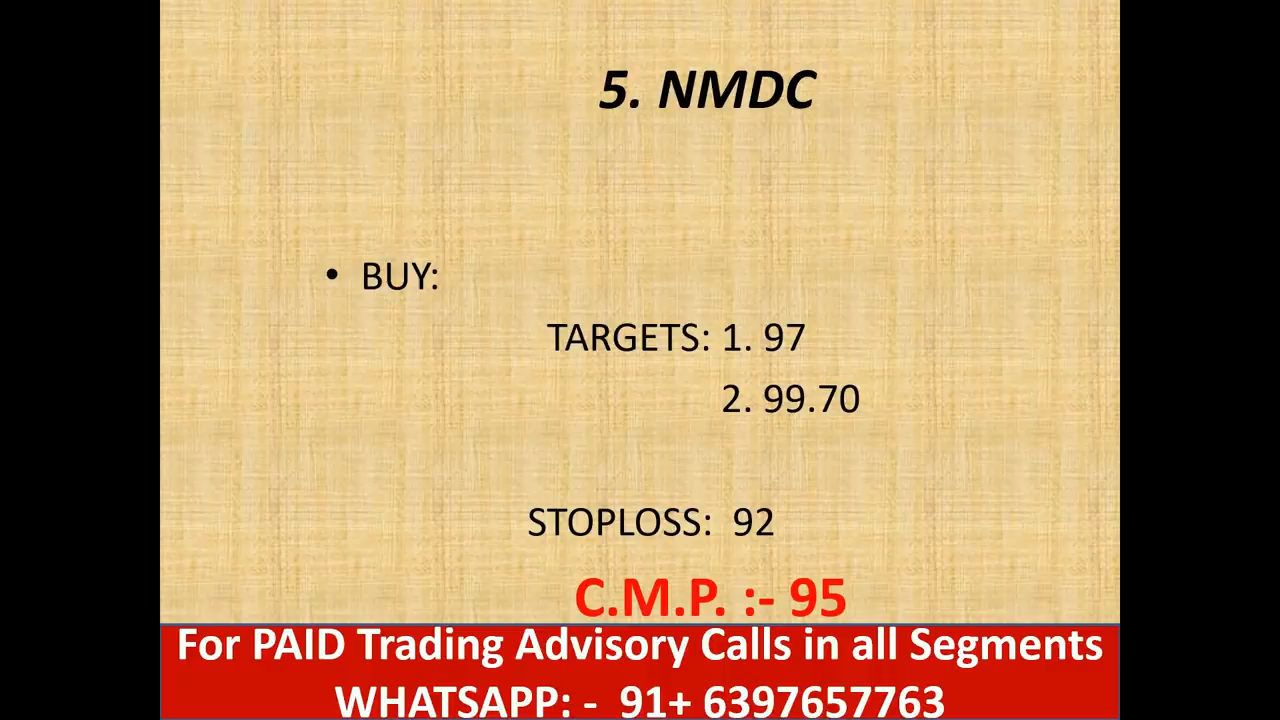 5. NMDC
• BUY:
TARGETS: 1. 97
2. 99.70
STOPLOSS: 92
C.M.P. :- 95
For PAID Trading Advisory Calls in all Segments
WHATSAPP: - 91+ 6397657763